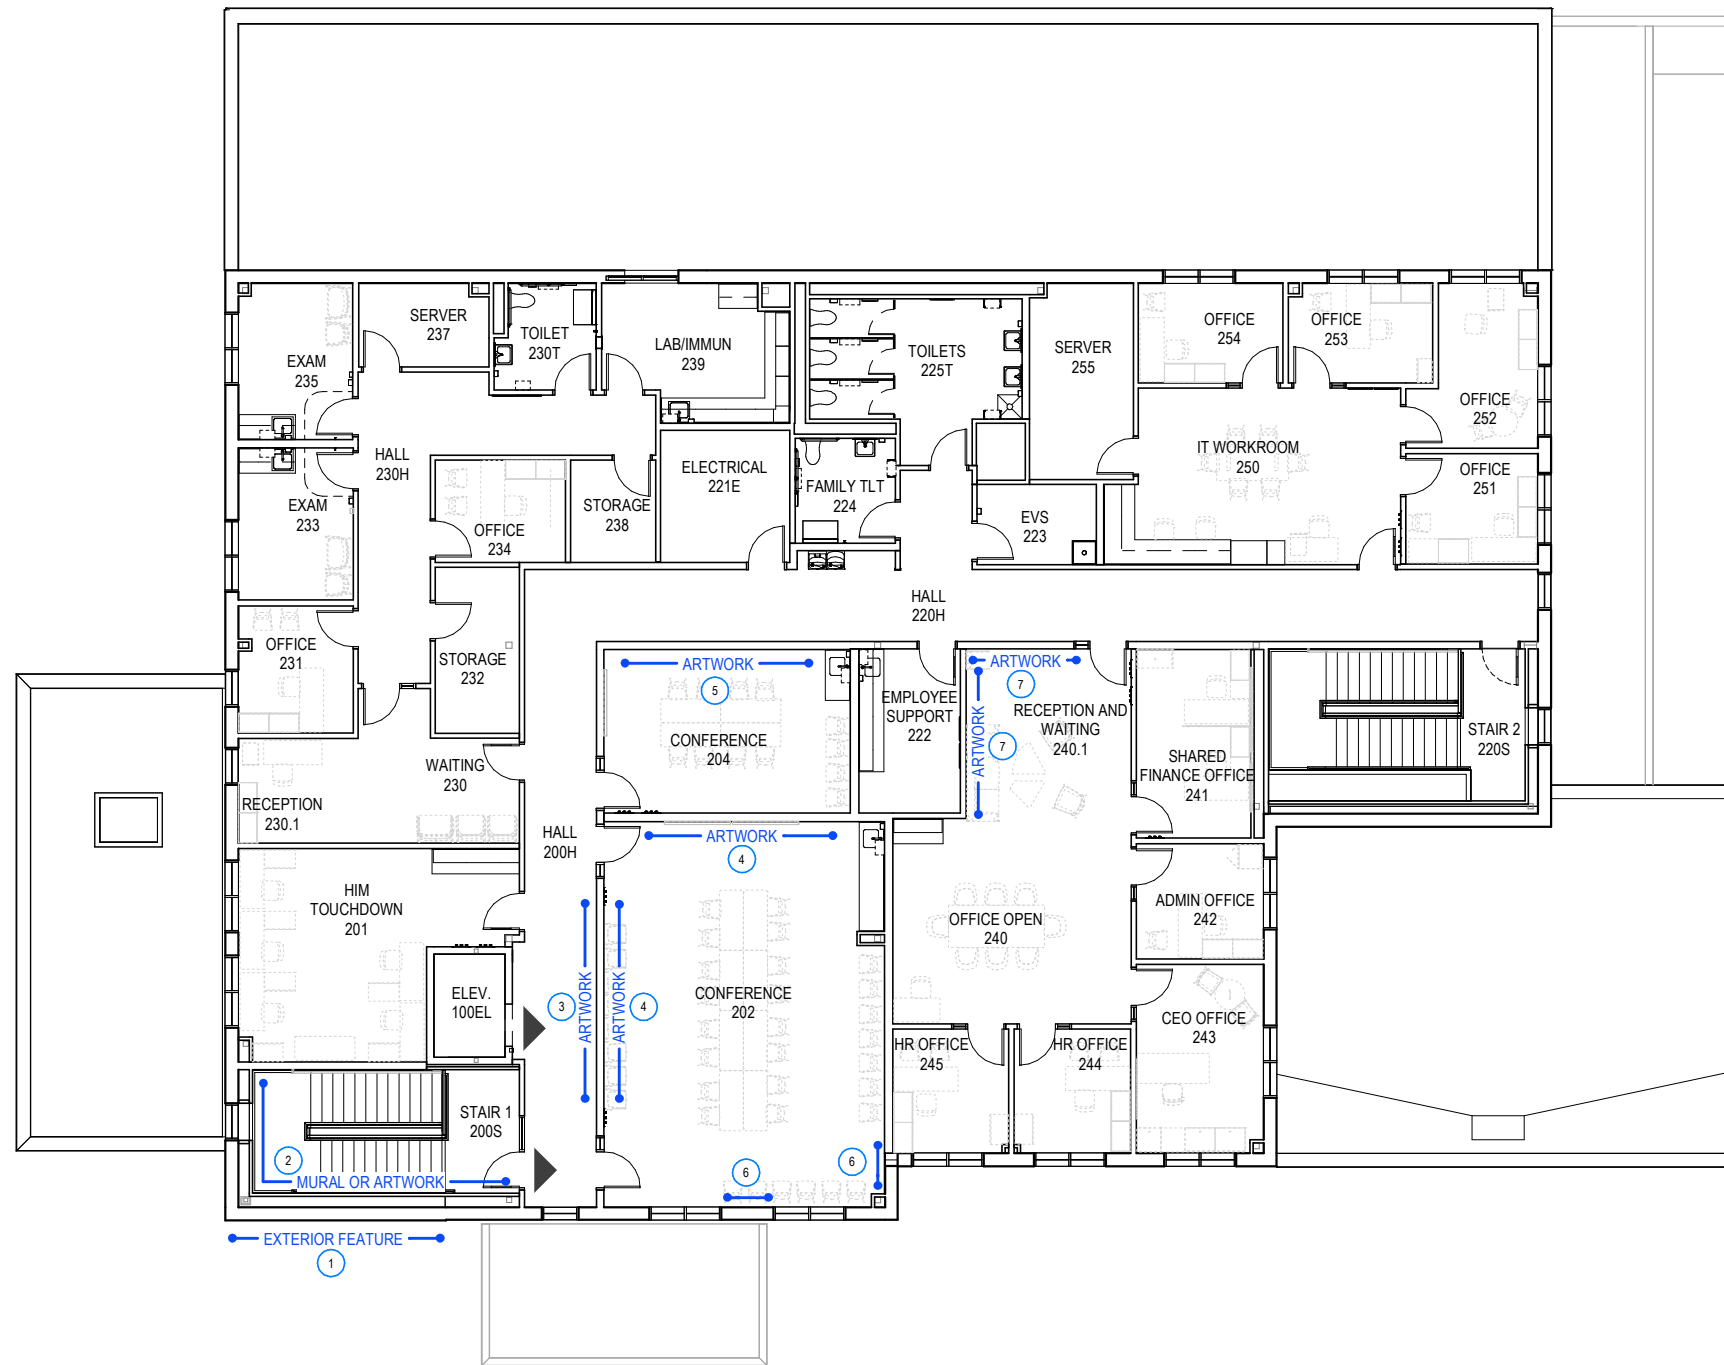 SERVER
237
TOILET
230T
LAB/IMMUN
239
TOILETS
225T
SERVER
255
OFFICE
254
OFFICE
253
EXAM
235
OFFICE
252
HALL
230H
ELECTRICAL
221E
IT WORKROOM
250
EXAM
233
OFFICE
234
STORAGE
238
FAMILY TLT
224
EVS
223
OFFICE
251
HALL
220H
OFFICE
231
STORAGE
232
ARTWORK
5
CONFERENCE
204
EMPLOYEE
SUPPORT
222
ARTWORK
7
ARTWORK
7
RECEPTION AND
WAITING
240.1
SHARED
FINANCE OFFICE
241
STAIR 2
220S
WAITING
230
RECEPTION
230.1
HALL
200H
ARTWORK
4
HIM
TOUCHDOWN
201
ADMIN OFFICE
242
OFFICE OPEN
240
ELEV.
100EL
3
ARTWORK
ARTWORK
4
CONFERENCE
202
CEO OFFICE
243
HR OFFICE
245
HR OFFICE
244
STAIR 1
200S
2
MURAL OR ARTWORK
6
6
EXTERIOR FEATURE
1